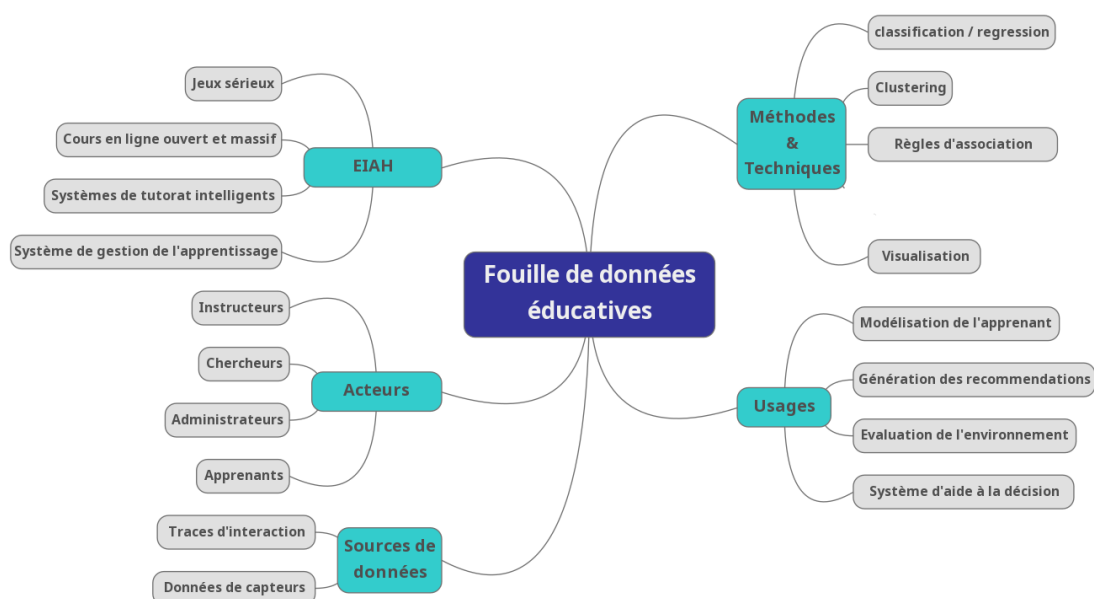 Fouille de données
éducatives
EIAH
Jeux sérieux
Cours en ligne ouvert et massif
Systèmes de tutorat intelligents
Système de gestion de l'apprentissage
Acteurs
Instructeurs
Chercheurs
Administrateurs
Apprenants
Sources de
données
Traces d'interaction
Données de capteurs
Méthodes
&
Techniques
classification / regression
Clustering
Règles d'association
Visualisation
Usages
Modélisation de l'apprenant
Génération des recommendations
Evaluation de l'environnement
Système d'aide à la décision